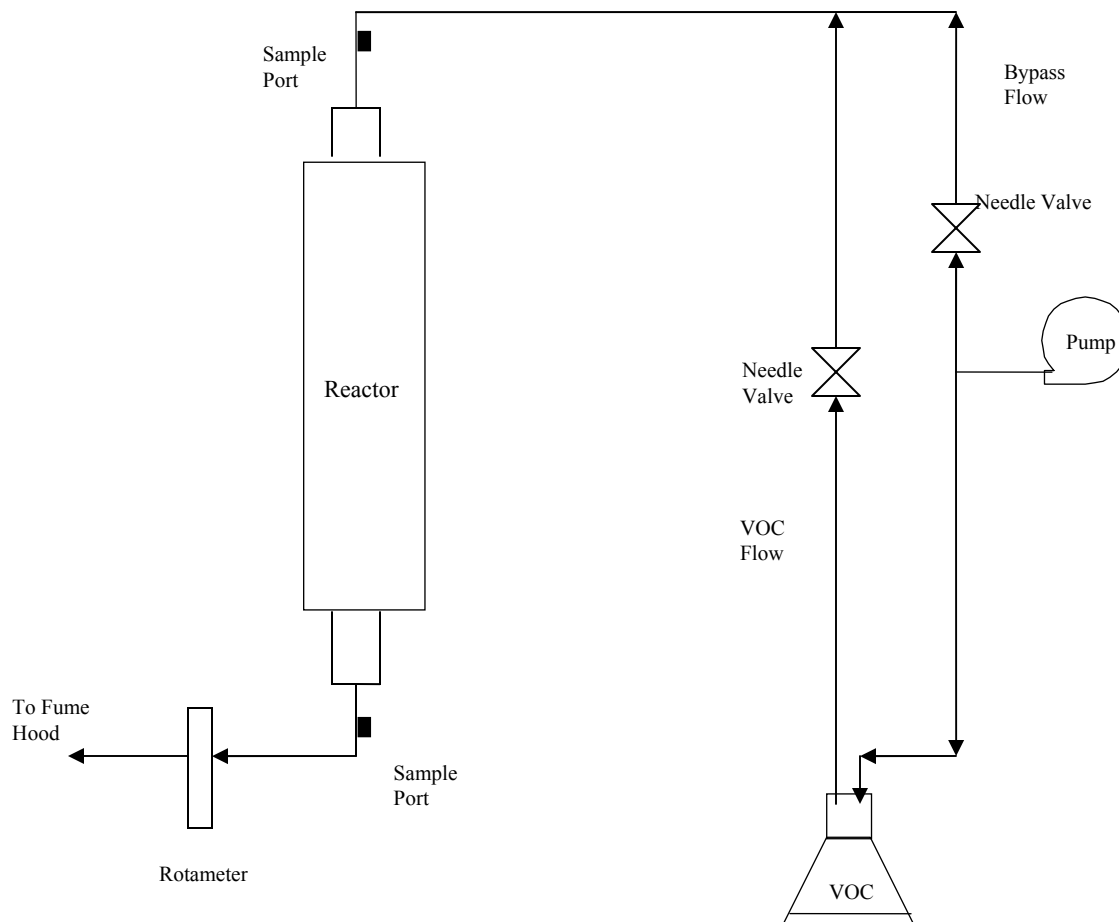 Sample
Port
Bypass
Flow
Needle Valve
Pump
Needle
Valve
Reactor
VOC
Flow
To Fume
Hood
Sample
Port
Rotameter
VOC